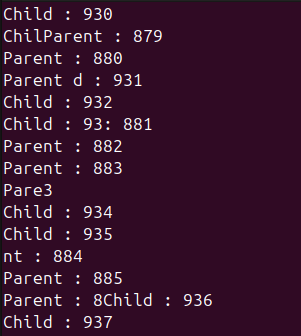 Child : 930
ChilParent : 879
Parent : 880
Parent d : 931
Child : 932
Child : 93: 881
Parent : 882
Parent : 883
Pare3
Child : 934
Child : 935
nt : 884
Parent : 885
Parent : 8Child : 936
Child : 937